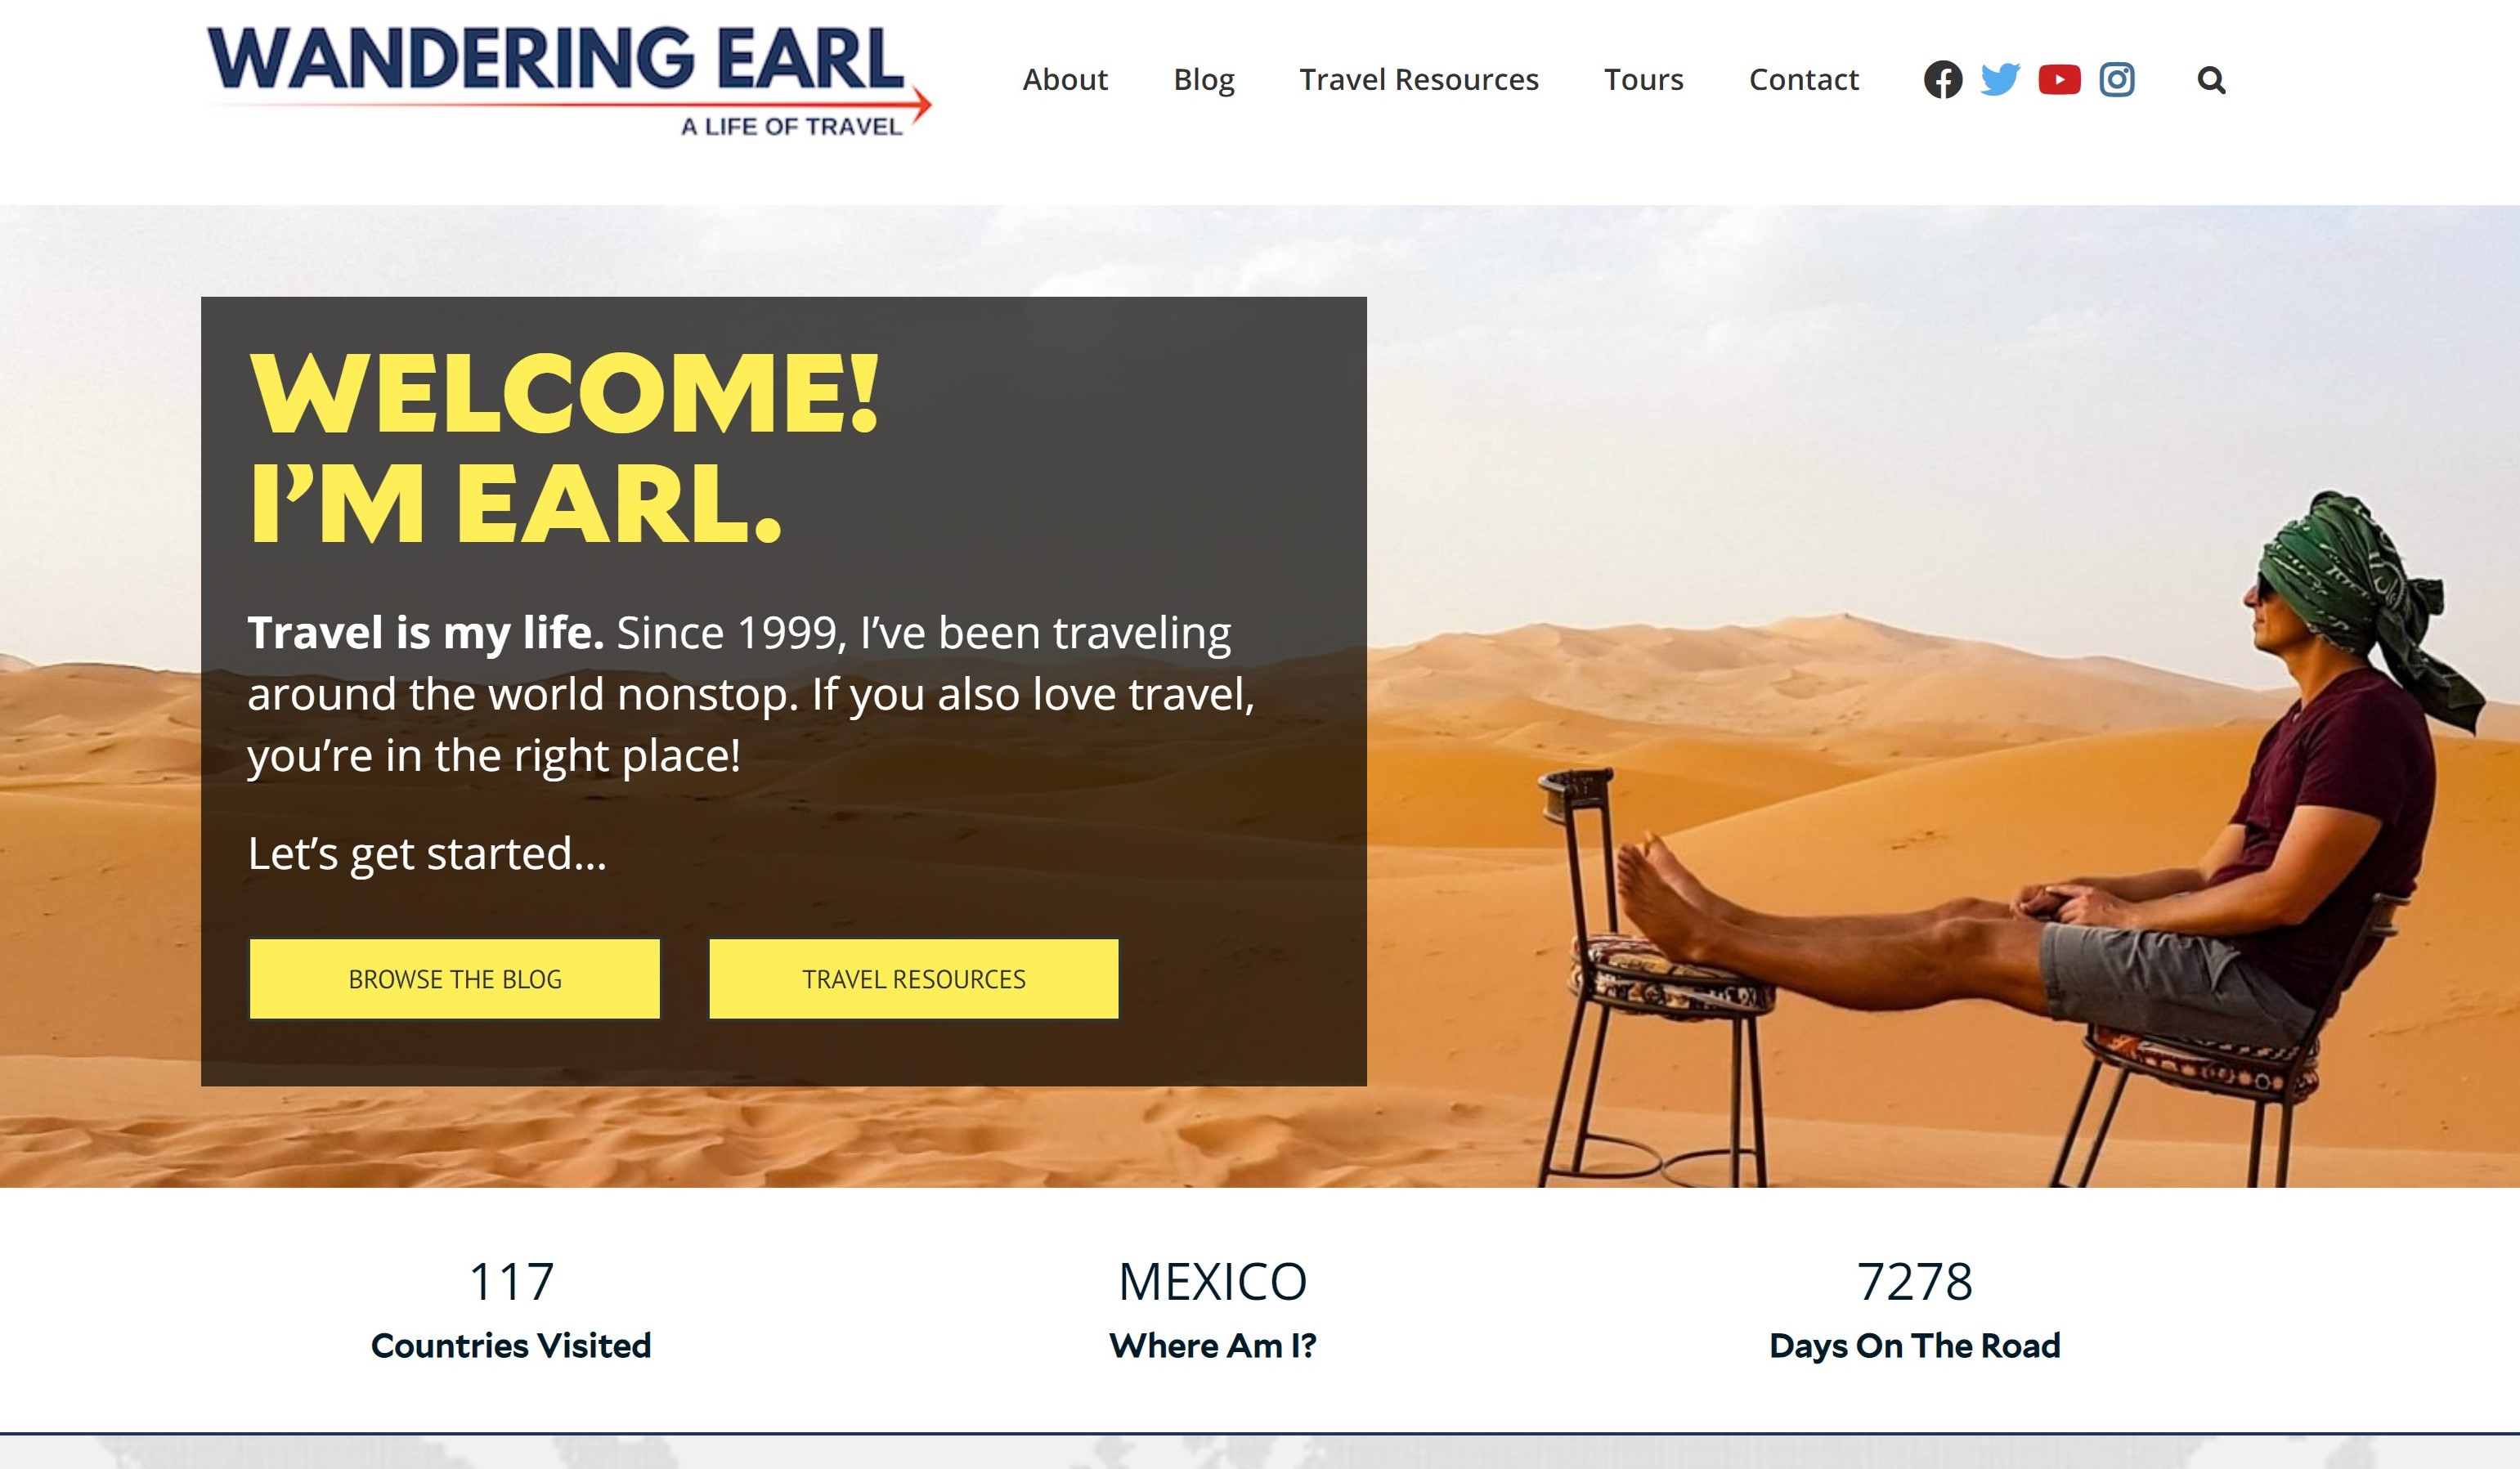 WANDERING EARL
A LIFE OF TRAVEL
About
Blog
Travel Resources
Tours
Contact
WELCOME!
I’M EARL.
Travel is my life. Since 1999, I’ve been traveling
around the world nonstop. If you also love travel,
you’re in the right place!
Let’s get started…
BROWSE THE BLOG
TRAVEL RESOURCES
117
Countries Visited
MEXICO
Where Am I?
7278
Days On The Road